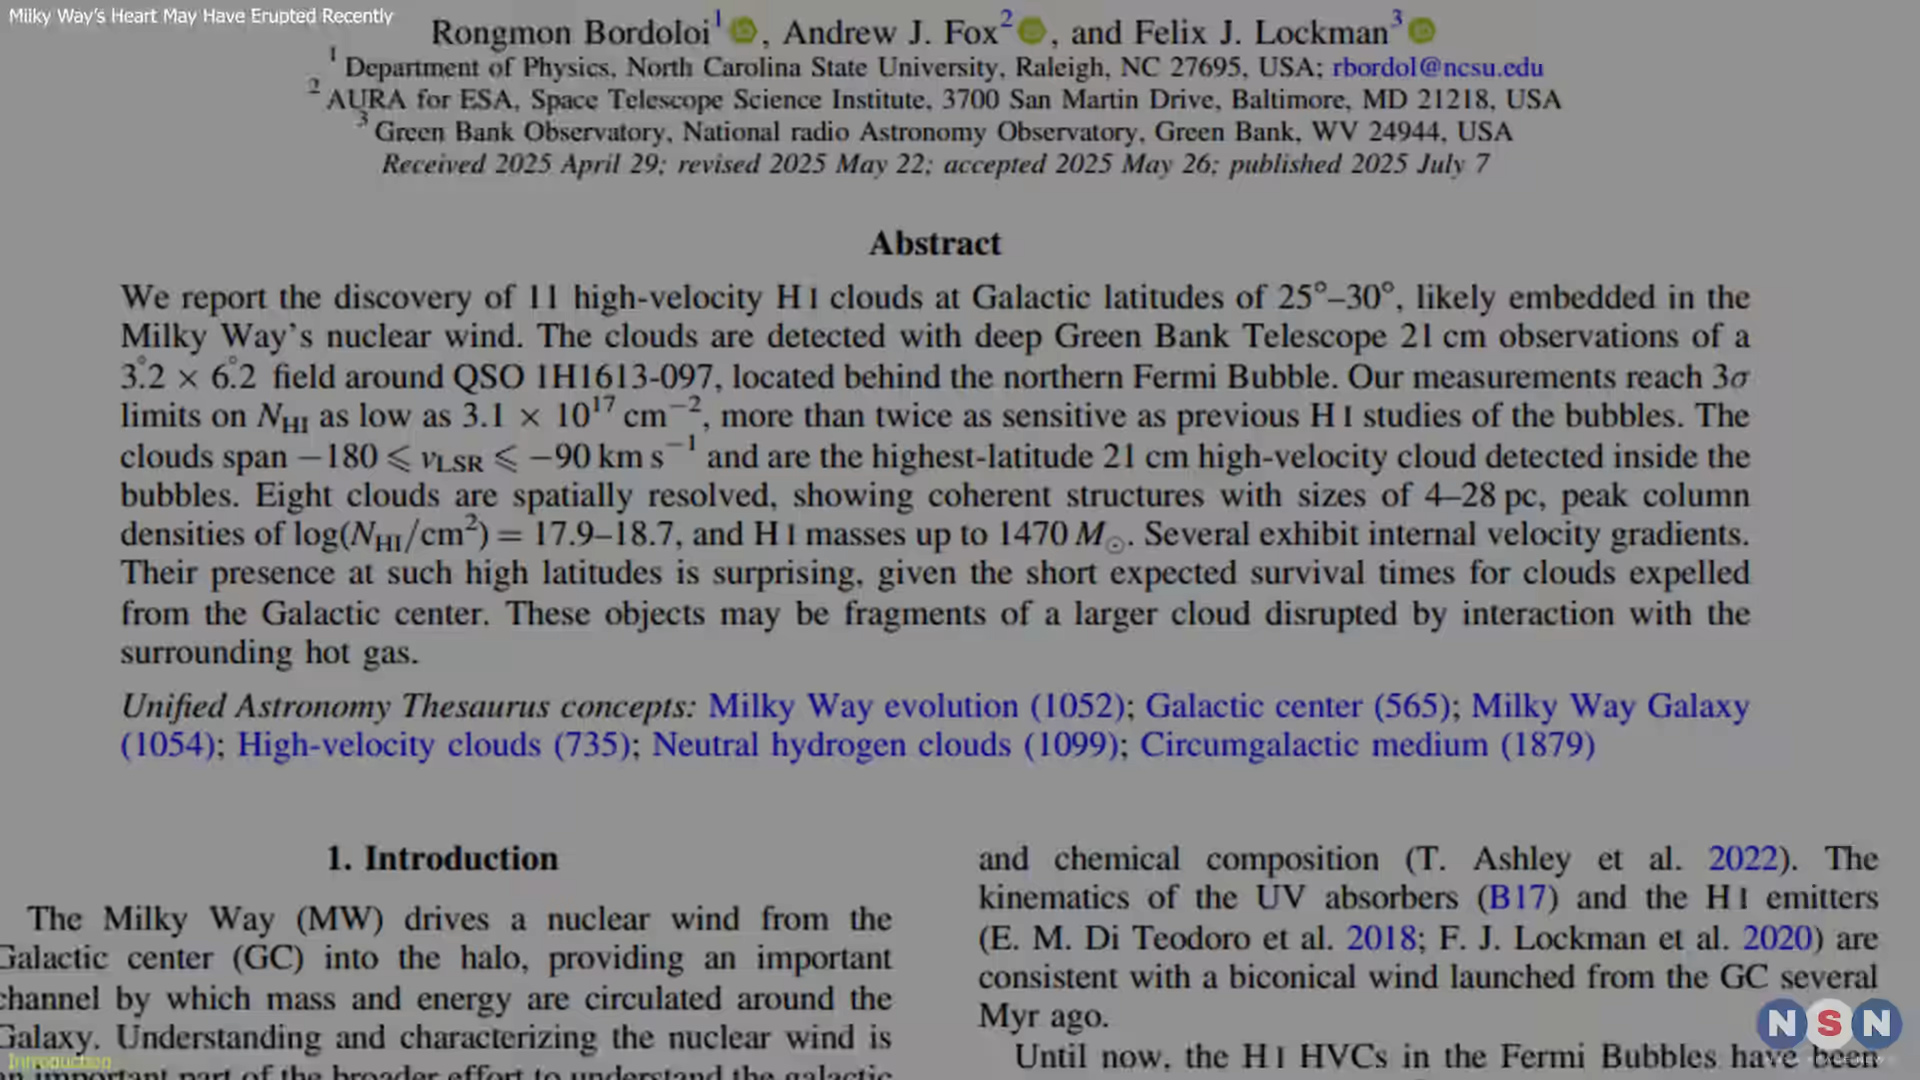 Milky Way's Heart May Have Erupted Recently
Rongmon Bordoloi¹, Andrew J. Fox², and Felix J. Lockman³
¹ Department of Physics, North Carolina State University, Raleigh, NC 27695, USA; rbordol@ncsu.edu
² AURA for ESA, Space Telescope Science Institute, 3700 San Martin Drive, Baltimore, MD 21218, USA
³ Green Bank Observatory, National radio Astronomy Observatory, Green Bank, WV 24944, USA
Received 2025 April 29; revised 2025 May 22; accepted 2025 May 26; published 2025 July 7
Abstract
We report the discovery of 11 high-velocity H I clouds at Galactic latitudes of 25°–30°, likely embedded in the
Milky Way's nuclear wind. The clouds are detected with deep Green Bank Telescope 21 cm observations of a
3°.2 × 6°.2 field around QSO 1H1613-097, located behind the northern Fermi Bubble. Our measurements reach 3σ
limits on N_HI as low as 3.1 × 10¹⁷ cm⁻², more than twice as sensitive as previous H I studies of the bubbles. The
clouds span −180 ⩽ v_LSR ⩽ −90 km s⁻¹ and are the highest-latitude 21 cm high-velocity cloud detected inside the
bubbles. Eight clouds are spatially resolved, showing coherent structures with sizes of 4–28 pc, peak column
densities of log(N_HI/cm²) = 17.9–18.7, and H I masses up to 1470 M☉. Several exhibit internal velocity gradients.
Their presence at such high latitudes is surprising, given the short expected survival times for clouds expelled
from the Galactic center. These objects may be fragments of a larger cloud disrupted by interaction with the
surrounding hot gas.
Unified Astronomy Thesaurus concepts: Milky Way evolution (1052); Galactic center (565); Milky Way Galaxy
(1054); High-velocity clouds (735); Neutral hydrogen clouds (1099); Circumgalactic medium (1879)
1. Introduction
The Milky Way (MW) drives a nuclear wind from the
Galactic center (GC) into the halo, providing an important
channel by which mass and energy are circulated around the
Galaxy. Understanding and characterizing the nuclear wind is
an important part of the broader effort to understand the galactic
Introduction
and chemical composition (T. Ashley et al. 2022). The
kinematics of the UV absorbers (B17) and the H I emitters
(E. M. Di Teodoro et al. 2018; F. J. Lockman et al. 2020) are
consistent with a biconical wind launched from the GC several
Myr ago.
Until now, the H I HVCs in the Fermi Bubbles have been
NSN